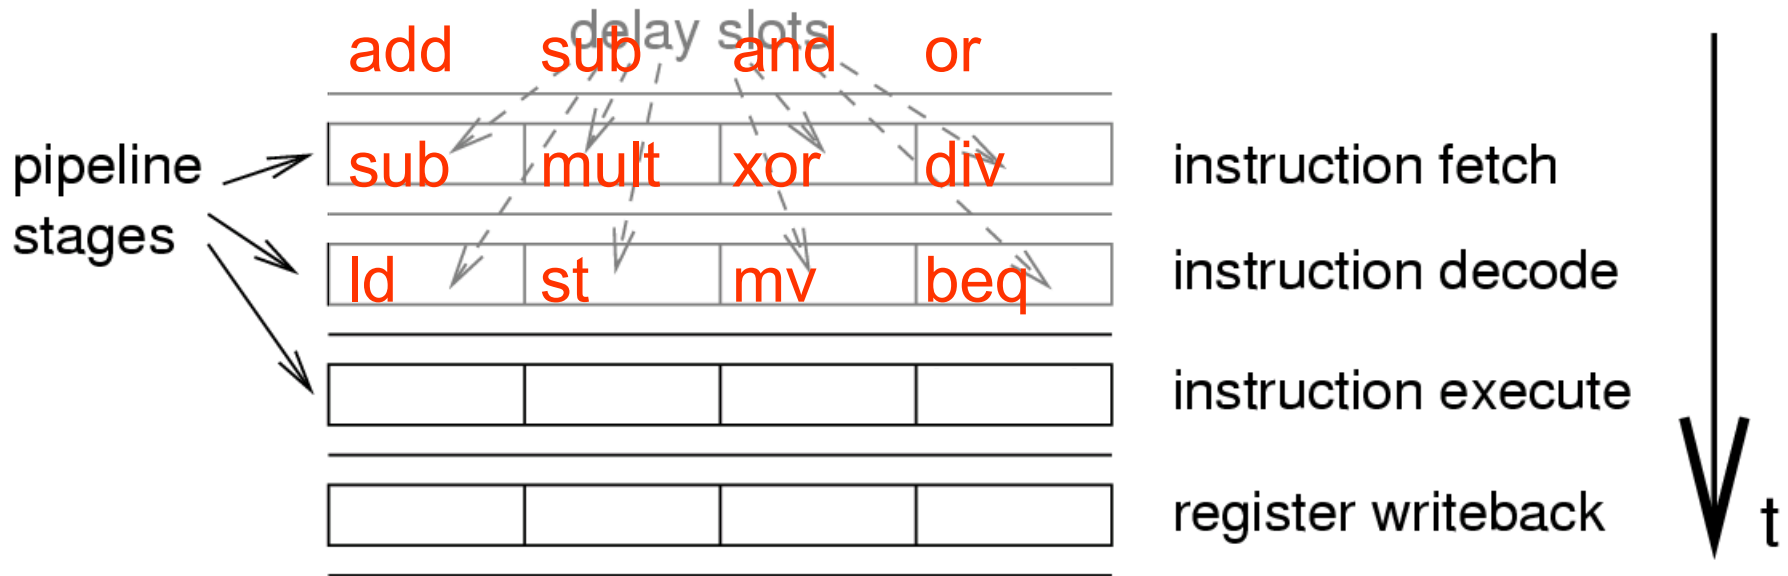 delay slots
add sub and or
pipeline
stages
sub mult xor div
instruction fetch
ld st mv beq
instruction decode
instruction execute
register writeback
t